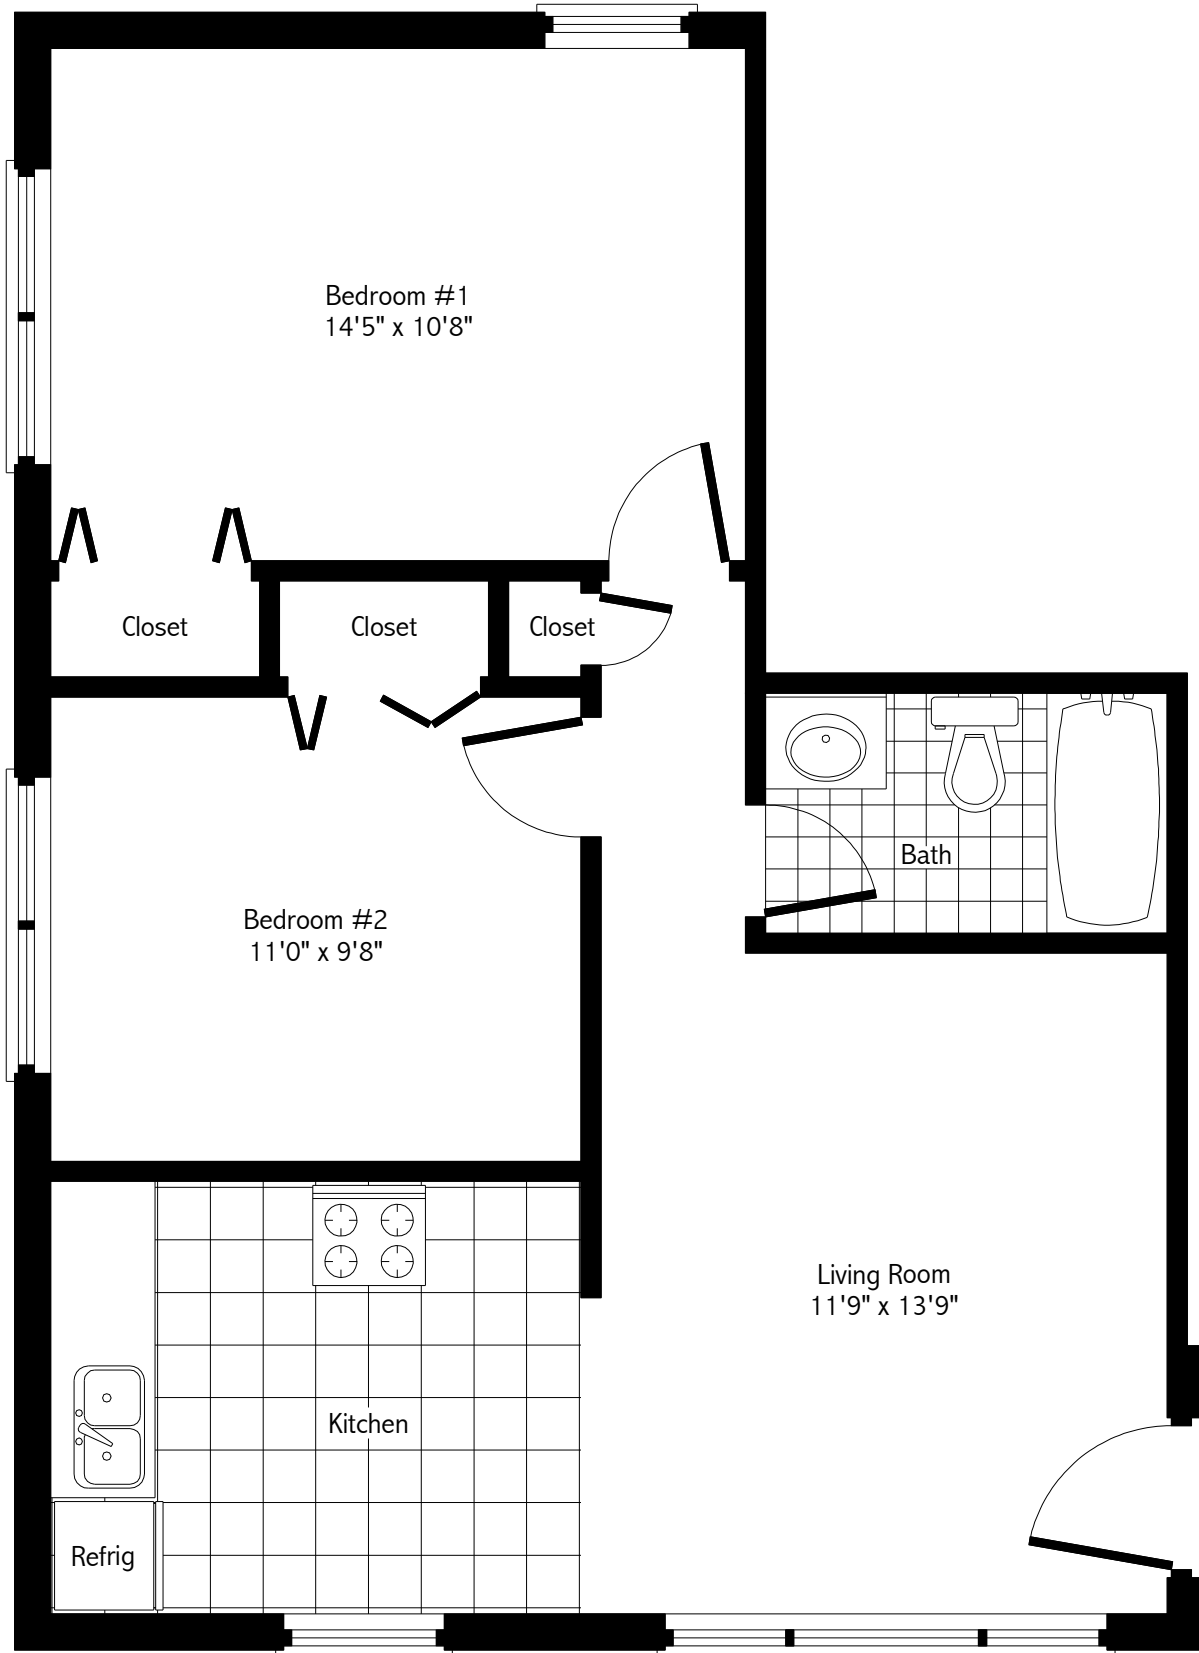 Bedroom #1
14'5" x 10'8"
Closet
Closet
Closet
Bath
Bedroom #2
11'0" x 9'8"
Living Room
11'9" x 13'9"
Kitchen
Refrig